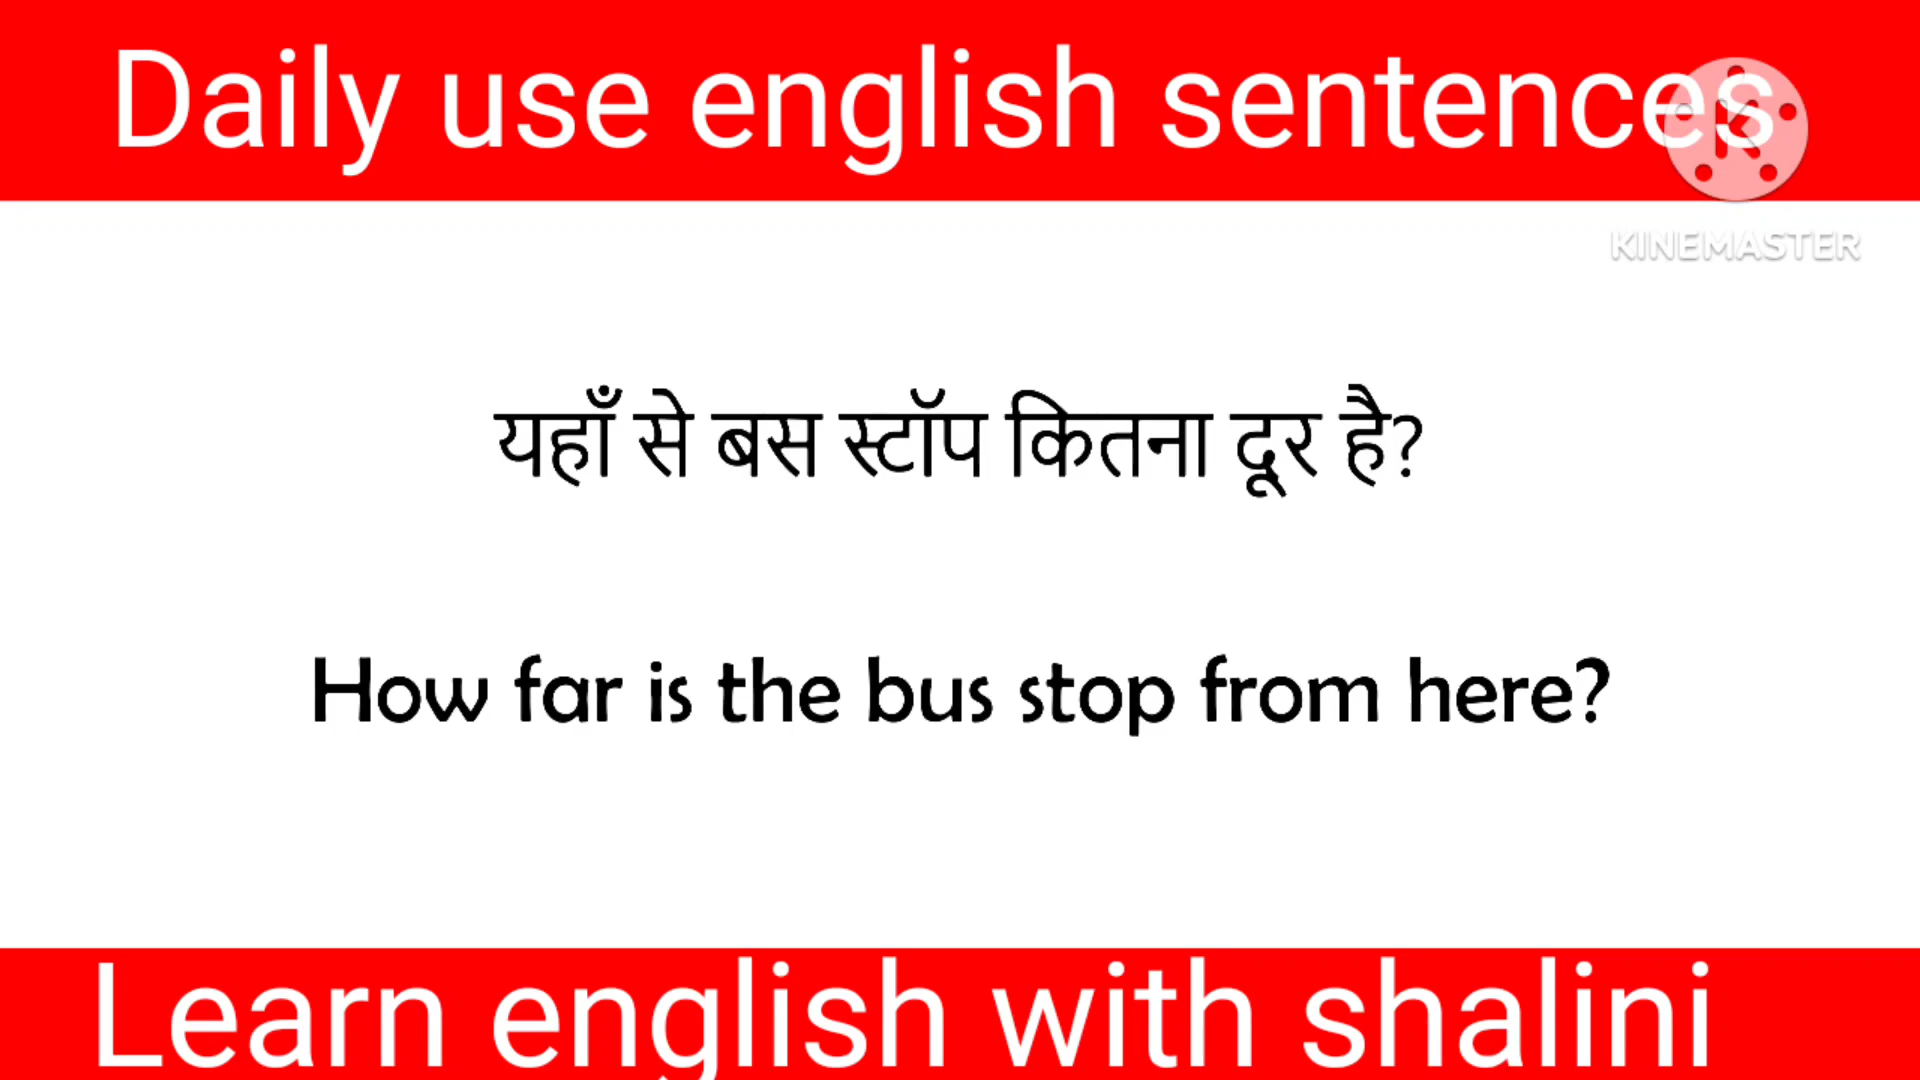 Daily use english sentences
KINEMASTER
यहाँ से बस स्टॉप कितना दूर है?
How far is the bus stop from here?
Learn english with shalini